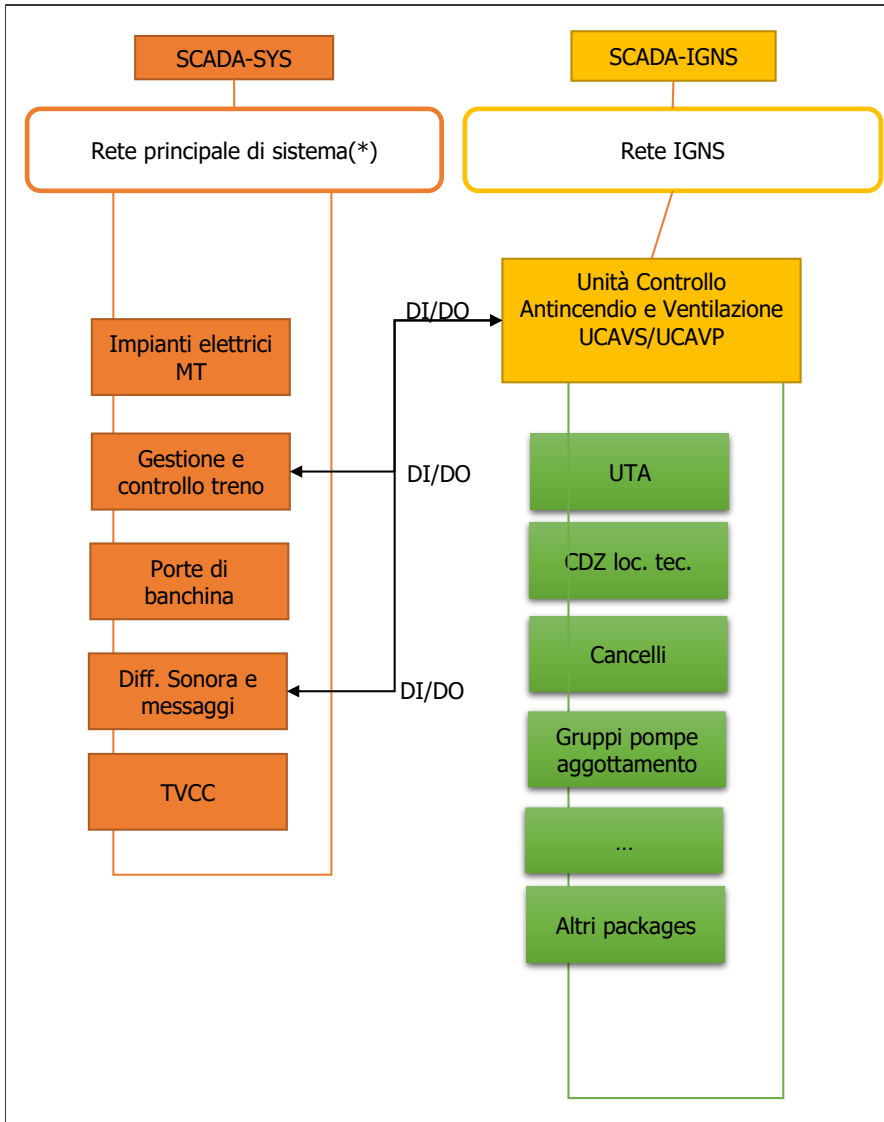 SCADA-SYS
SCADA-IGNS
Rete principale di sistema(*)
Rete IGNS
Unità Controllo
Antincendio e Ventilazione
UCAVS/UCAVP
DI/DO
Impianti elettrici
MT
Gestione e
controllo treno
DI/DO
UTA
Porte di
banchina
CDZ loc. tec.
Cancelli
Diff. Sonora e
messaggi
DI/DO
Gruppi pompe
aggottamento
TVCC
...
Altri packages